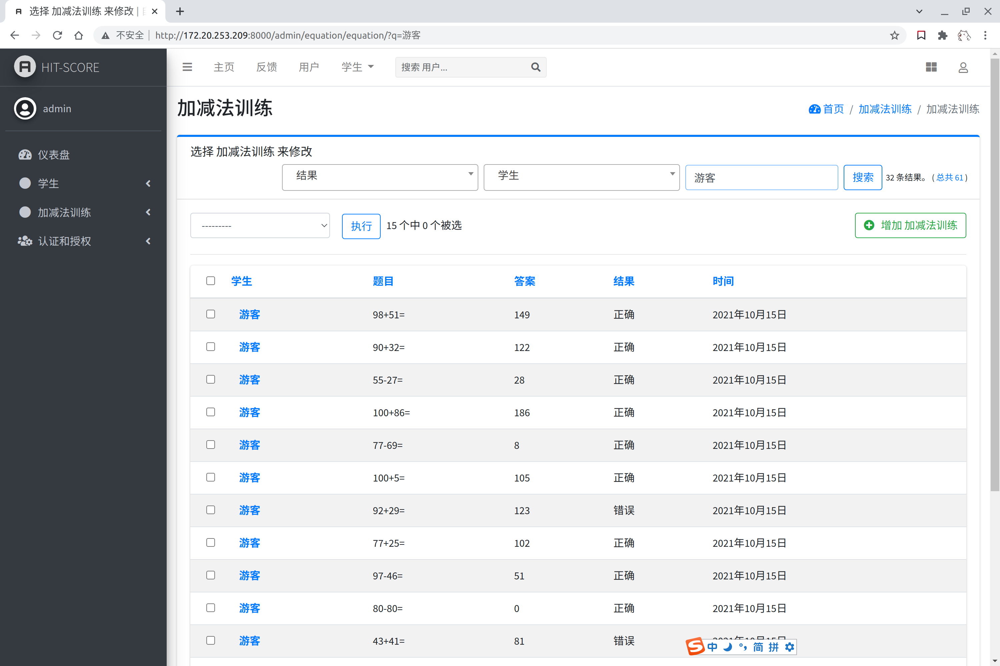 选择 加减法训练 来修改 |
不安全 http://172.20.253.209:8000/admin/equation/equation/?q=游客
HIT-SCORE
主页 反馈 用户 学生 搜索 用户...
admin
加减法训练
首页 / 加减法训练 / 加减法训练
仪表盘
学生
加减法训练
认证和授权
选择 加减法训练 来修改
结果 学生 游客 搜索 32 条结果。 ( 总共 61 )
--------- 执行 15 个中 0 个被选 增加 加减法训练
学生 题目 答案 结果 时间
游客 98+51= 149 正确 2021年10月15日
游客 90+32= 122 正确 2021年10月15日
游客 55-27= 28 正确 2021年10月15日
游客 100+86= 186 正确 2021年10月15日
游客 77-69= 8 正确 2021年10月15日
游客 100+5= 105 正确 2021年10月15日
游客 92+29= 123 错误 2021年10月15日
游客 77+25= 102 正确 2021年10月15日
游客 97-46= 51 正确 2021年10月15日
游客 80-80= 0 正确 2021年10月15日
游客 43+41= 81 错误 2021年10月15日
中 简 拼